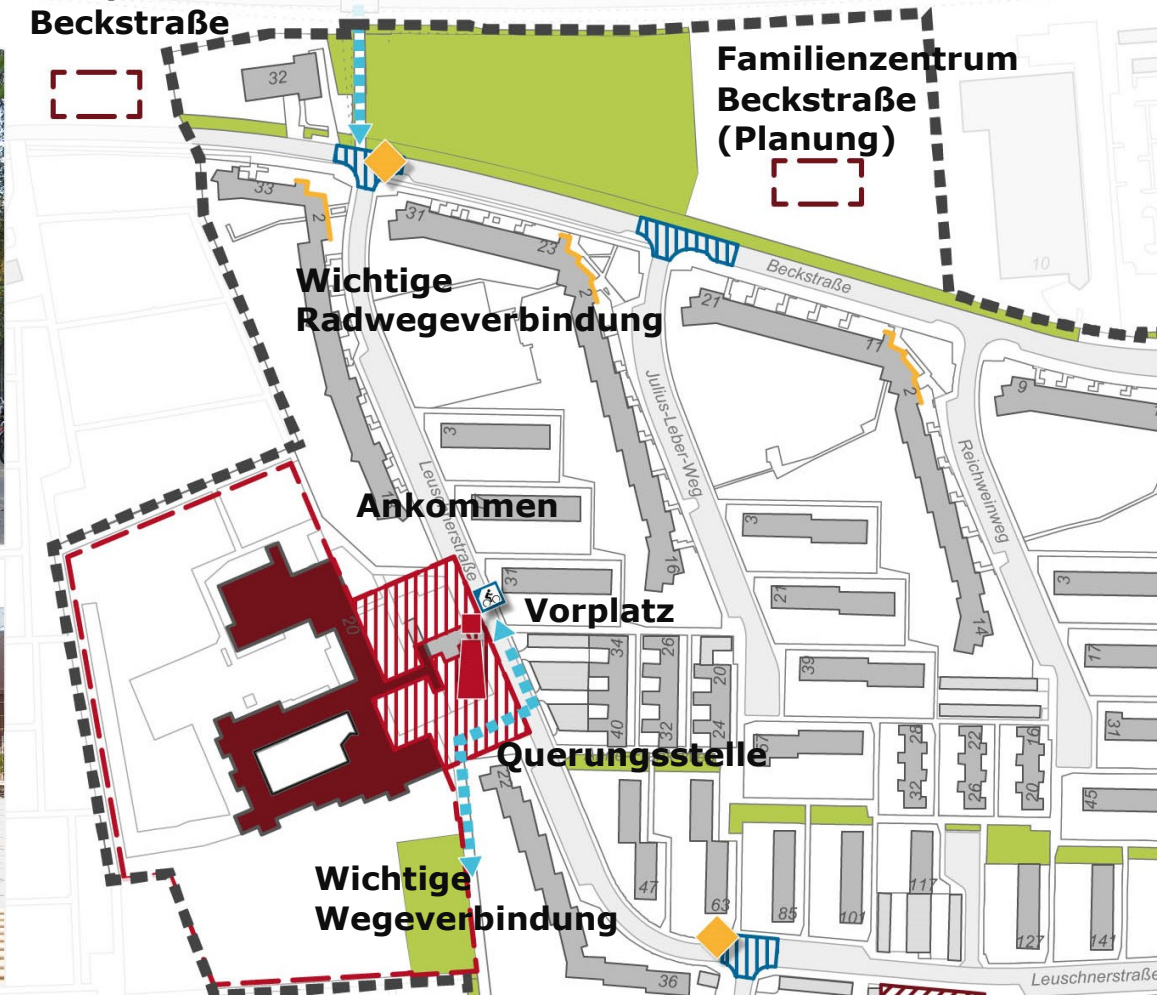 Beckstraße
Familienzentrum
Beckstraße
(Planung)
32
33
2
31
23
2
10
Beckstraße
21
11
2
9
Wichtige
Radwegeverbindung
Julius-Leber-Weg
Reichweinweg
Leuschnerstraße
3
Ankommen
3
16
31
3
21
14
20
Vorplatz
34
26
20
39
17
40
32
24
Querungsstelle
67
28
22
16
31
22
32
26
20
45
Wichtige
Wegeverbindung
47
63
85
101
117
127
141
36
Leuschnerstraße